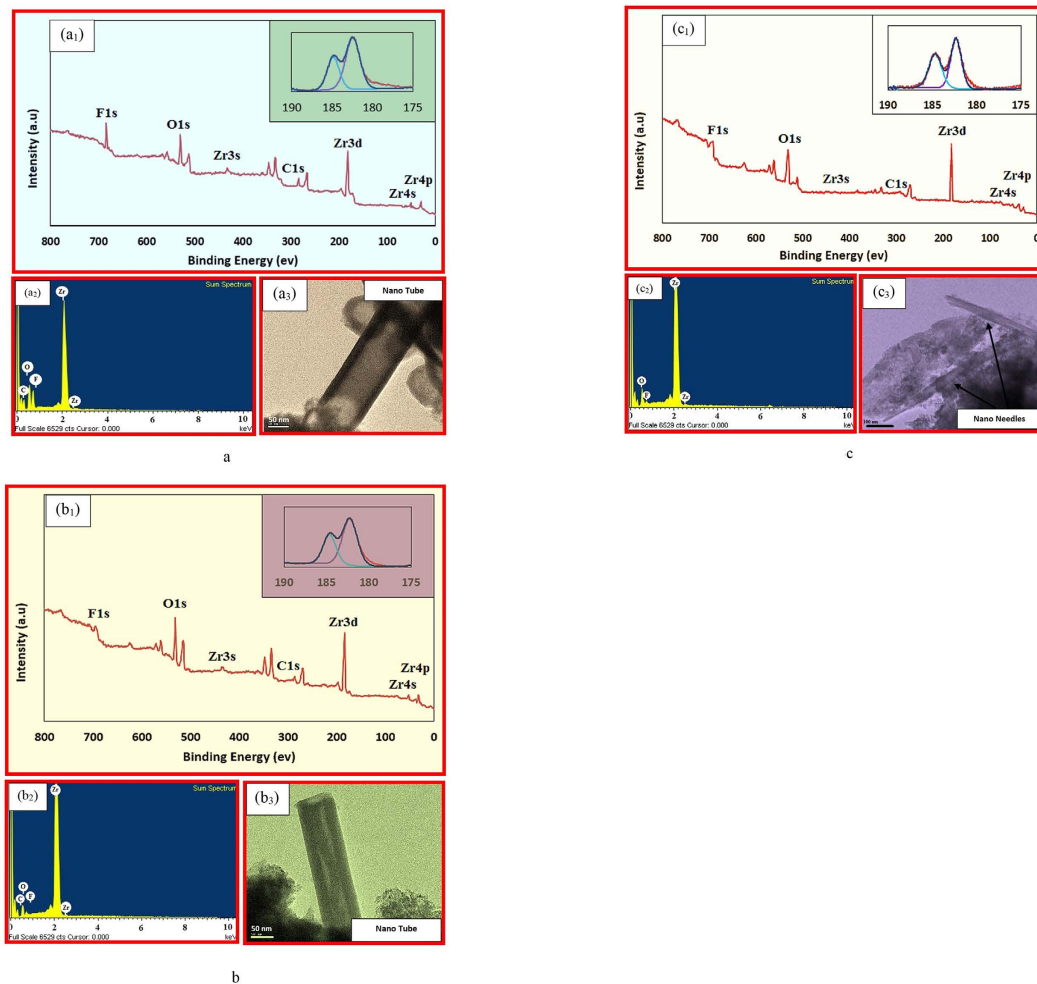 (a1)
190 185 180 175
F1s
O1s
Zr3s
C1s
Zr3d
Zr4p
Zr4s
Intensity (a.u)
800 700 600 500 400 300 200 100 0
Binding Energy (ev)
(a2)
Sum Spectrum
Zr
O
F
C
Zr
0 2 4 6 8 10
Full Scale 6529 cts Cursor: 0.000
keV
(a3)
Nano Tube
50 nm
a
(c1)
190 185 180 175
F1s
O1s
Zr3s
C1s
Zr3d
Zr4p
Zr4s
Intensity (a.u)
800 700 600 500 400 300 200 100 0
Binding Energy (ev)
(c2)
Sum Spectrum
Zr
O
F
Zr
0 2 4 6 8 10
Full Scale 6529 cts Cursor: 0.000
keV
(c3)
Nano Needles
100 nm
c
(b1)
190 185 180 175
F1s
O1s
Zr3s
C1s
Zr3d
Zr4p
Zr4s
Intensity (a.u)
800 700 600 500 400 300 200 100 0
Binding Energy (ev)
(b2)
Sum Spectrum
Zr
O
C
F
Zr
0 2 4 6 8 10
Full Scale 6529 cts Cursor: 0.000
keV
(b3)
50 nm
Nano Tube
b